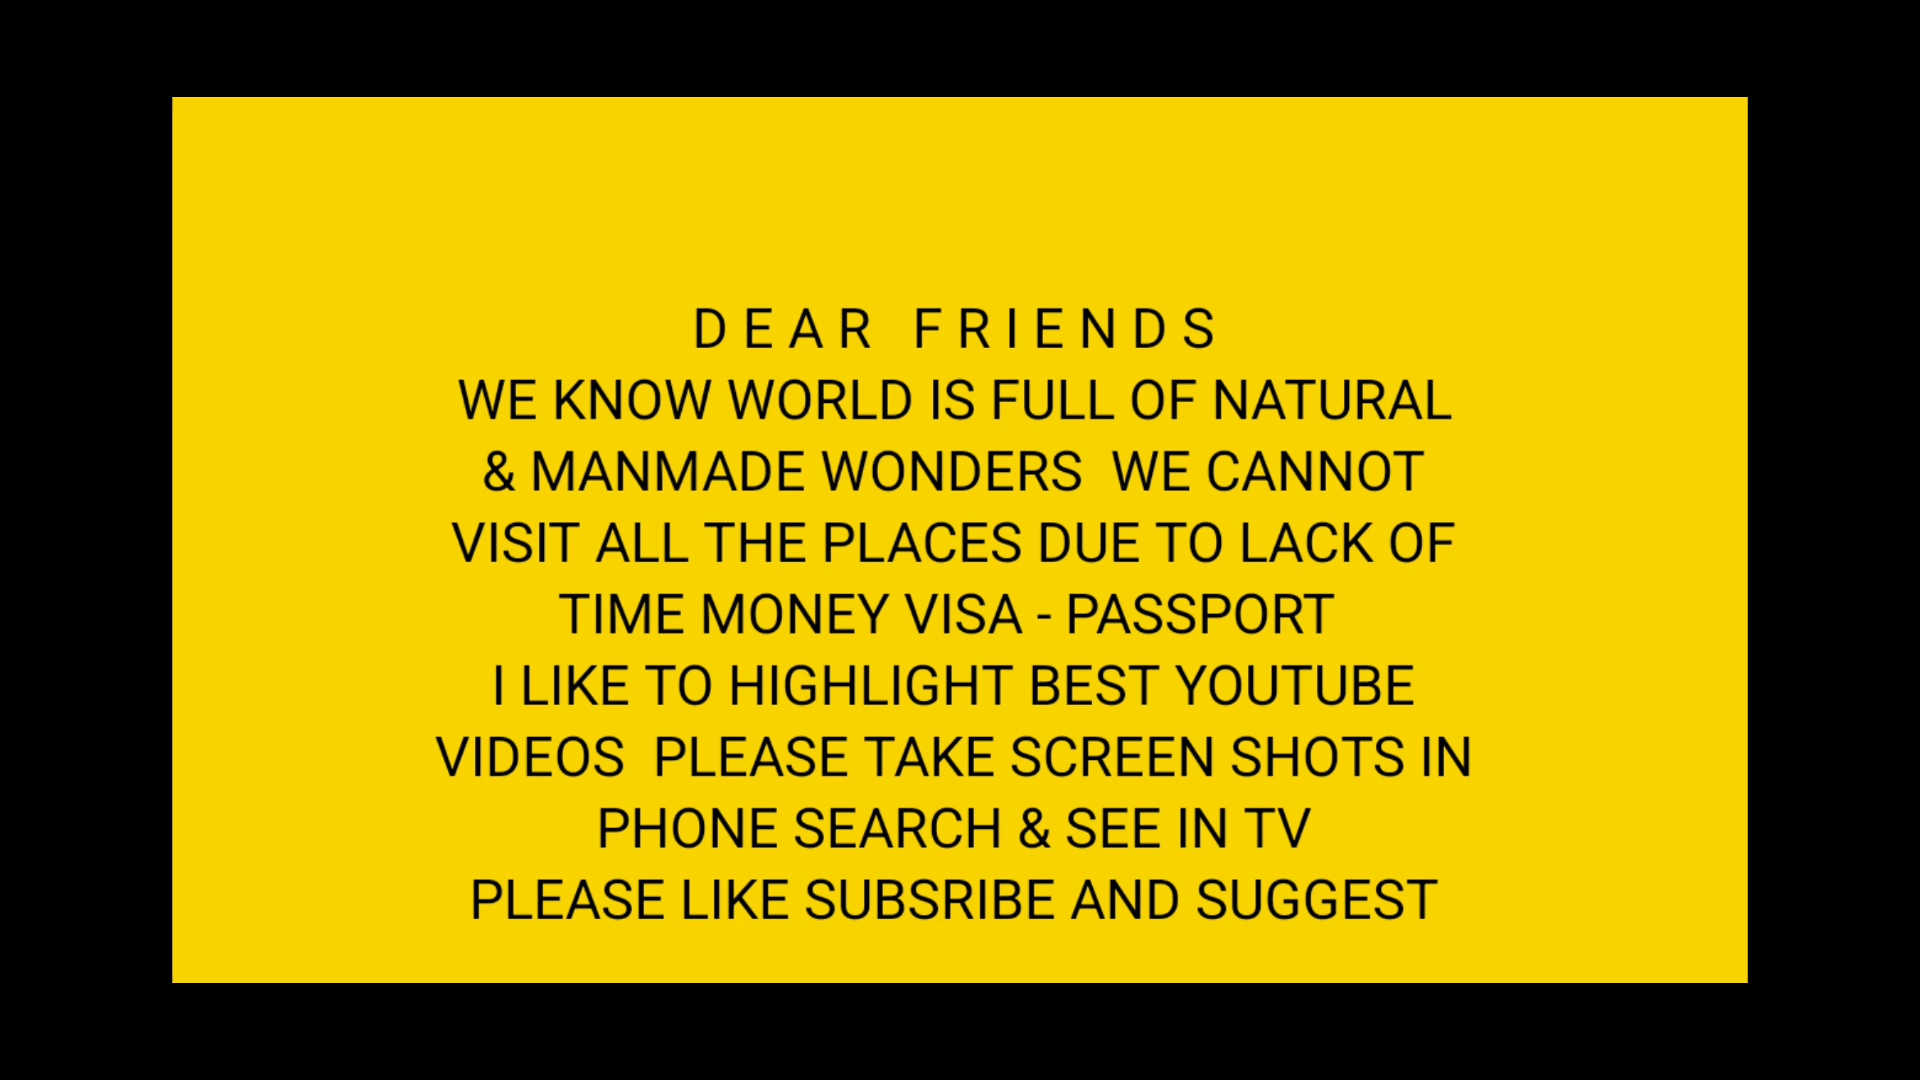 DEAR FRIENDS
WE KNOW WORLD IS FULL OF NATURAL
& MANMADE WONDERS  WE CANNOT
VISIT ALL THE PLACES DUE TO LACK OF
TIME MONEY VISA - PASSPORT
I LIKE TO HIGHLIGHT BEST YOUTUBE
VIDEOS  PLEASE TAKE SCREEN SHOTS IN
PHONE SEARCH & SEE IN TV
PLEASE LIKE SUBSRIBE AND SUGGEST